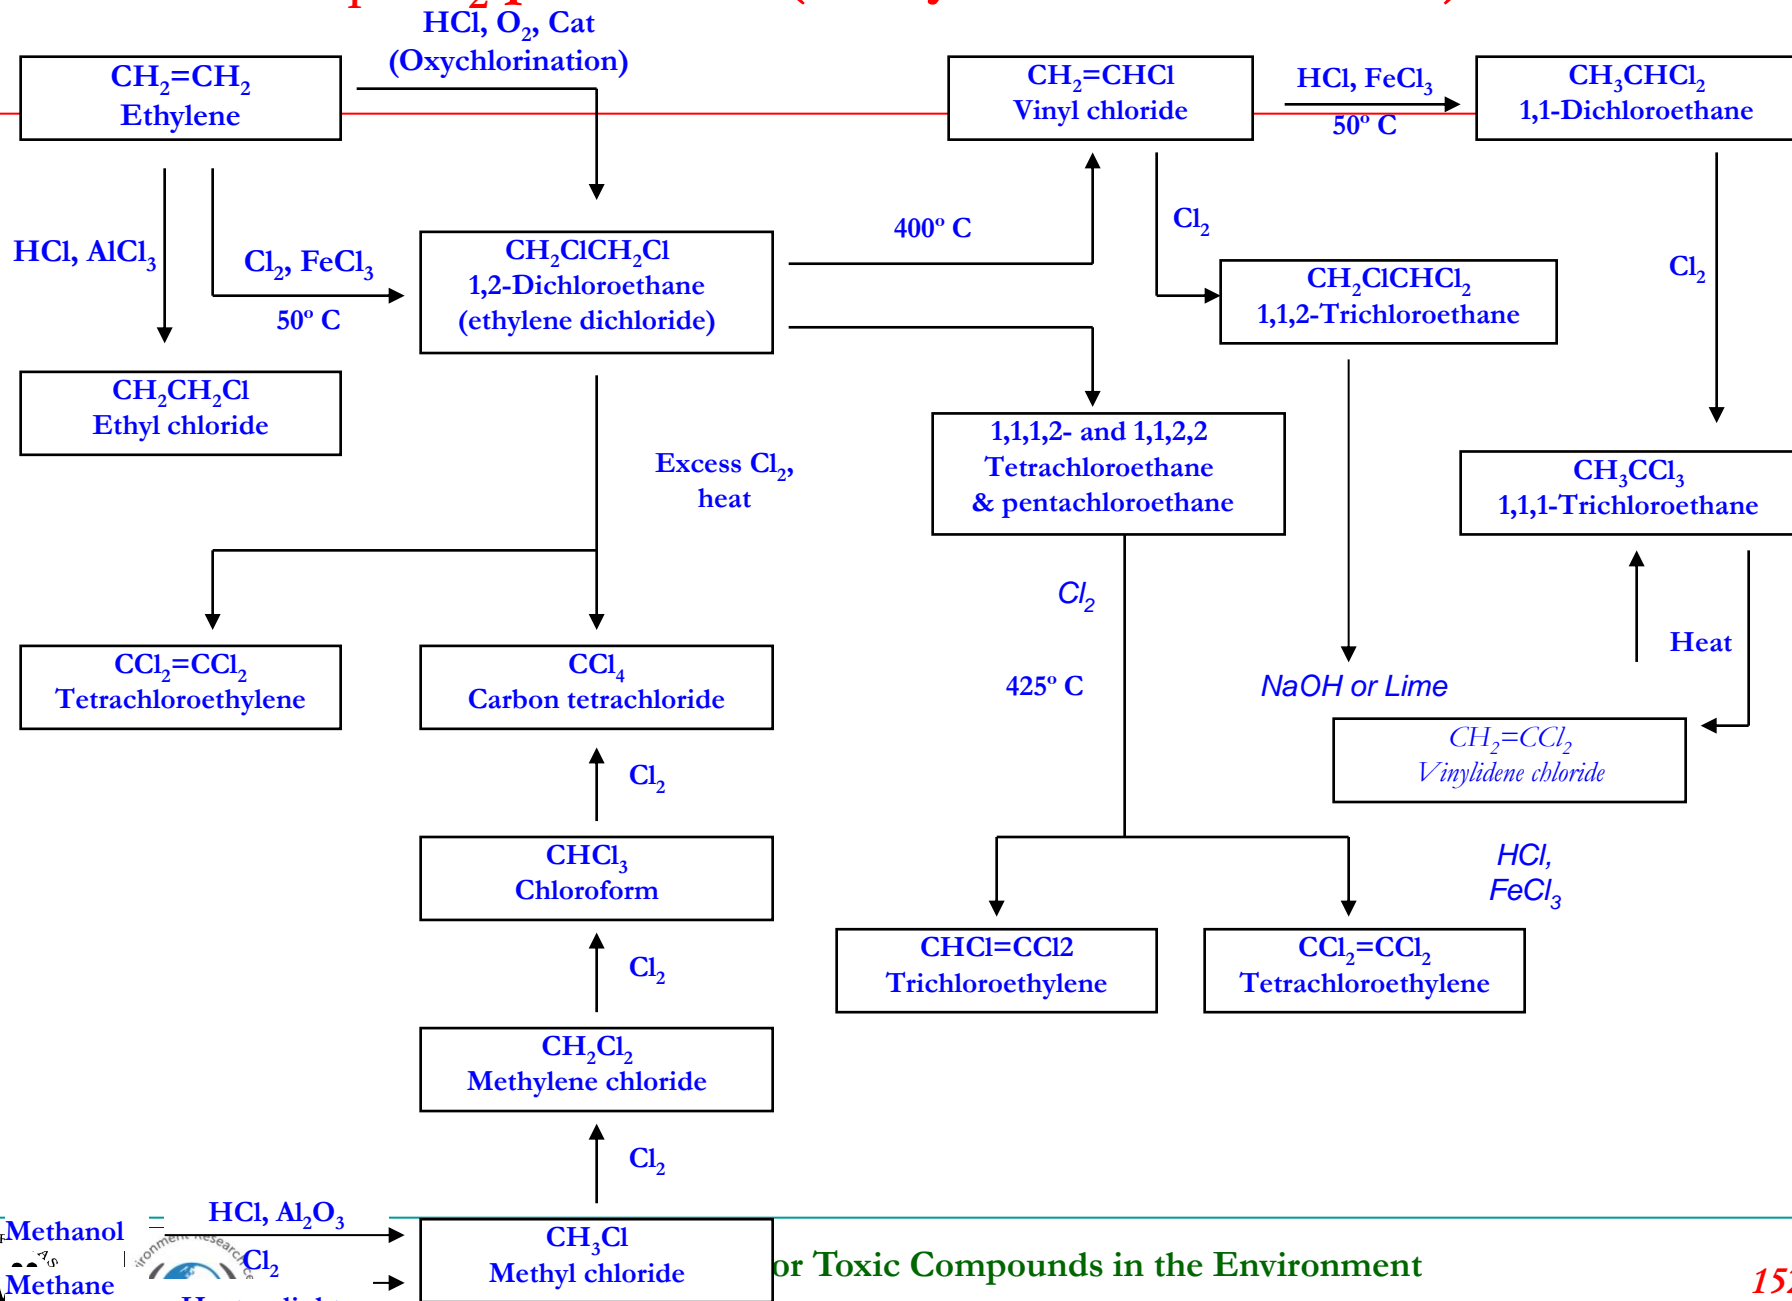 HCl, O₂, Cat
(Oxychlorination)
CH₂=CH₂
Ethylene
CH₂=CHCl
Vinyl chloride
HCl, FeCl₃
50º C
CH₃CHCl₂
1,1-Dichloroethane
HCl, AlCl₃
Cl₂, FeCl₃
50º C
CH₂ClCH₂Cl
1,2-Dichloroethane
(ethylene dichloride)
400º C
Cl₂
CH₂ClCHCl₂
1,1,2-Trichloroethane
Cl₂
CH₂CH₂Cl
Ethyl chloride
Excess Cl₂,
heat
1,1,1,2- and 1,1,2,2
Tetrachloroethane
& pentachloroethane
CH₃CCl₃
1,1,1-Trichloroethane
Cl₂
425º C
NaOH or Lime
Heat
CCl₂=CCl₂
Tetrachloroethylene
CCl₄
Carbon tetrachloride
CH₂=CCl₂
Vinylidene chloride
Cl₂
CHCl₃
Chloroform
HCl,
FeCl₃
Cl₂
CHCl=CCl2
Trichloroethylene
CCl₂=CCl₂
Tetrachloroethylene
CH₂Cl₂
Methylene chloride
Cl₂
Methanol
HCl, Al₂O₃
Cl₂
Methane
CH₃Cl
Methyl chloride
or Toxic Compounds in the Environment